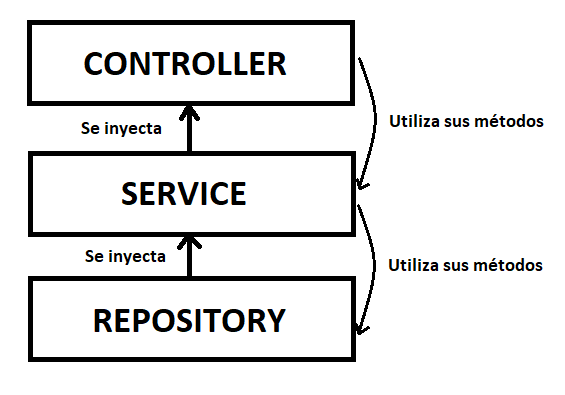 CONTROLLER
Se inyecta
Utiliza sus métodos
SERVICE
Se inyecta
Utiliza sus métodos
REPOSITORY